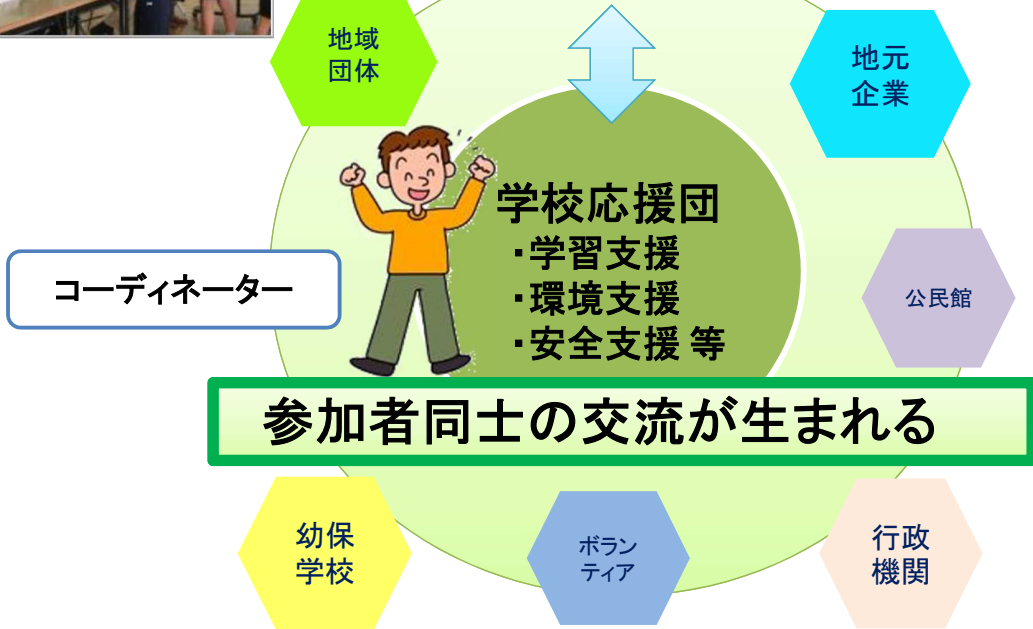 地域
団体
地元
企業
学校応援団
・学習支援
・環境支援
・安全支援 等
コーディネーター
公民館
参加者同士の交流が生まれる
幼保
学校
ボラン
ティア
行政
機関